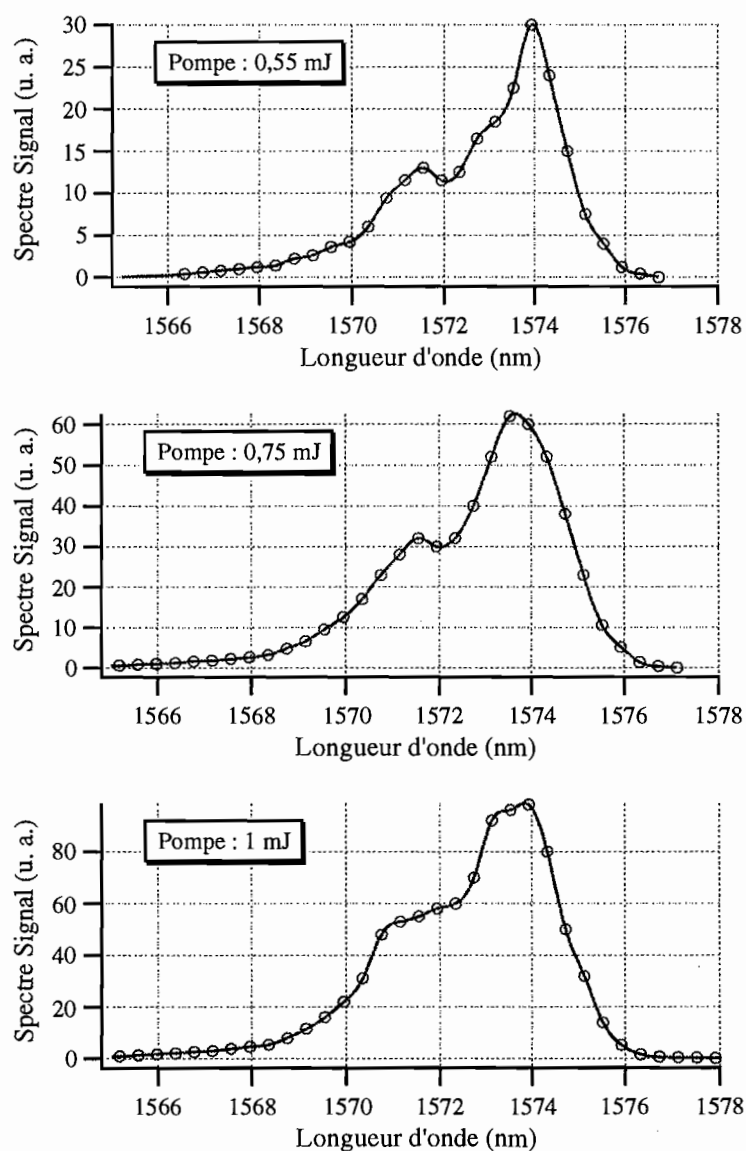 30
25
20
15
10
5
0
Spectre Signal (u. a.)
Pompe : 0,55 mJ
1566 1568 1570 1572 1574 1576 1578
Longueur d'onde (nm)
60
50
40
30
20
10
0
Spectre Signal (u. a.)
Pompe : 0,75 mJ
1566 1568 1570 1572 1574 1576 1578
Longueur d'onde (nm)
80
60
40
20
0
Spectre Signal (u. a.)
Pompe : 1 mJ
1566 1568 1570 1572 1574 1576 1578
Longueur d'onde (nm)